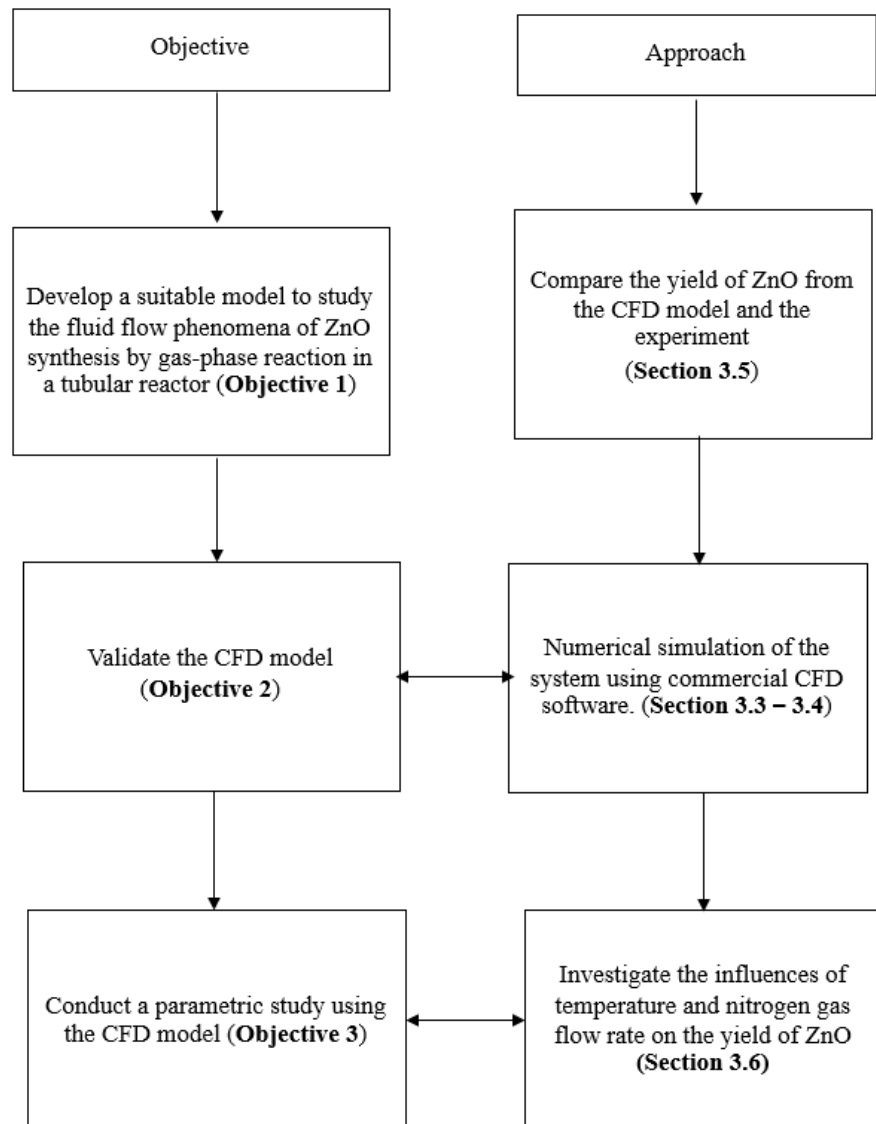 Objective
Approach
Develop a suitable model to study
the fluid flow phenomena of ZnO
synthesis by gas-phase reaction in
a tubular reactor (Objective 1)
Compare the yield of ZnO from
the CFD model and the
experiment
(Section 3.5)
Validate the CFD model
(Objective 2)
Numerical simulation of the
system using commercial CFD
software. (Section 3.3 – 3.4)
Conduct a parametric study using
the CFD model (Objective 3)
Investigate the influences of
temperature and nitrogen gas
flow rate on the yield of ZnO
(Section 3.6)